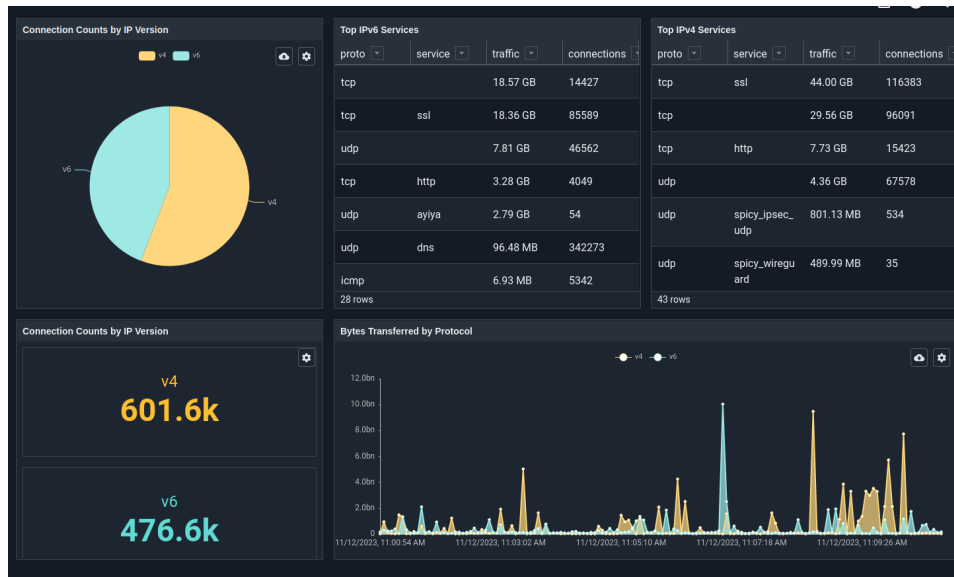 Connection Counts by IP Version
v4 v6
v6
v4
Top IPv6 Services
proto service traffic connections
tcp 18.57 GB 14427
tcp ssl 18.36 GB 85589
udp 7.81 GB 46562
tcp http 3.28 GB 4049
udp ayiya 2.79 GB 54
udp dns 96.48 MB 342273
icmp 6.93 MB 5342
28 rows
Top IPv4 Services
proto service traffic connections
tcp ssl 44.00 GB 116383
tcp 29.56 GB 96091
tcp http 7.73 GB 15423
udp 4.36 GB 67578
udp spicy_ipsec_ 801.13 MB 534
udp
udp spicy_wiregu 489.99 MB 35
ard
43 rows
Connection Counts by IP Version
v4
601.6k
v6
476.6k
Bytes Transferred by Protocol
v4 v6
12.0bn
10.0bn
8.0bn
6.0bn
4.0bn
2.0bn
0
11/12/2023, 11:00:54 AM 11/12/2023, 11:03:02 AM 11/12/2023, 11:05:10 AM 11/12/2023, 11:07:18 AM 11/12/2023, 11:09:26 AM